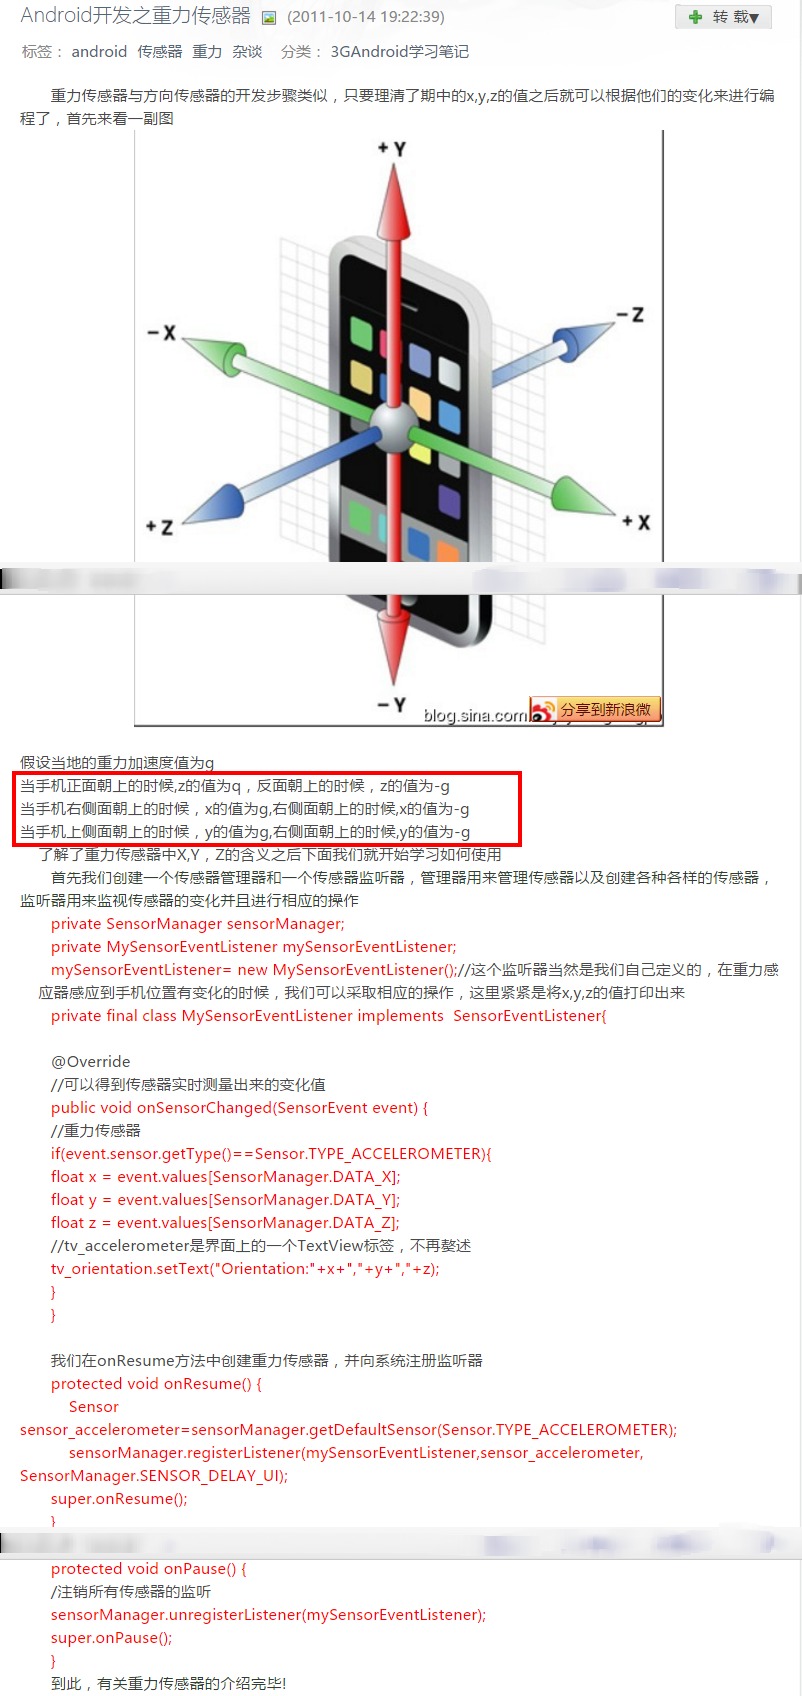 Android开发之重力传感器 (2011-10-14 19:22:39)
转 载▼
标签： android 传感器 重力 杂谈 分类： 3GAndroid学习笔记
重力传感器与方向传感器的开发步骤类似，只要理清了期中的x,y,z的值之后就可以根据他们的变化来进行编
程了，首先来看一副图
+ Y
- Z
- X
+ Z
+ X
- Y
blog.sina.com
分享到新浪微
假设当地的重力加速度值为g
当手机正面朝上的时候,z的值为q，反面朝上的时候，z的值为-g
当手机右侧面朝上的时候，x的值为g,右侧面朝上的时候,x的值为-g
当手机上侧面朝上的时候，y的值为g,右侧面朝上的时候,y的值为-g
了解了重力传感器中X,Y，Z的含义之后下面我们就开始学习如何使用
首先我们创建一个传感器管理器和一个传感器监听器，管理器用来管理传感器以及创建各种各样的传感器，
监听器用来监视传感器的变化并且进行相应的操作
private SensorManager sensorManager;
private MySensorEventListener mySensorEventListener;
mySensorEventListener= new MySensorEventListener();//这个监听器当然是我们自己定义的，在重力感
应器感应到手机位置有变化的时候，我们可以采取相应的操作，这里紧紧是将x,y,z的值打印出来
private final class MySensorEventListener implements  SensorEventListener{
@Override
//可以得到传感器实时测量出来的变化值
public void onSensorChanged(SensorEvent event) {
//重力传感器
if(event.sensor.getType()==Sensor.TYPE_ACCELEROMETER){
float x = event.values[SensorManager.DATA_X];
float y = event.values[SensorManager.DATA_Y];
float z = event.values[SensorManager.DATA_Z];
//tv_accelerometer是界面上的一个TextView标签，不再嫠述
tv_orientation.setText("Orientation:"+x+","+y+","+z);
}
}
我们在onResume方法中创建重力传感器，并向系统注册监听器
protected void onResume() {
Sensor
sensor_accelerometer=sensorManager.getDefaultSensor(Sensor.TYPE_ACCELEROMETER);
sensorManager.registerListener(mySensorEventListener,sensor_accelerometer,
SensorManager.SENSOR_DELAY_UI);
super.onResume();
}
protected void onPause() {
/注销所有传感器的监听
sensorManager.unregisterListener(mySensorEventListener);
super.onPause();
}
到此，有关重力传感器的介绍完毕!